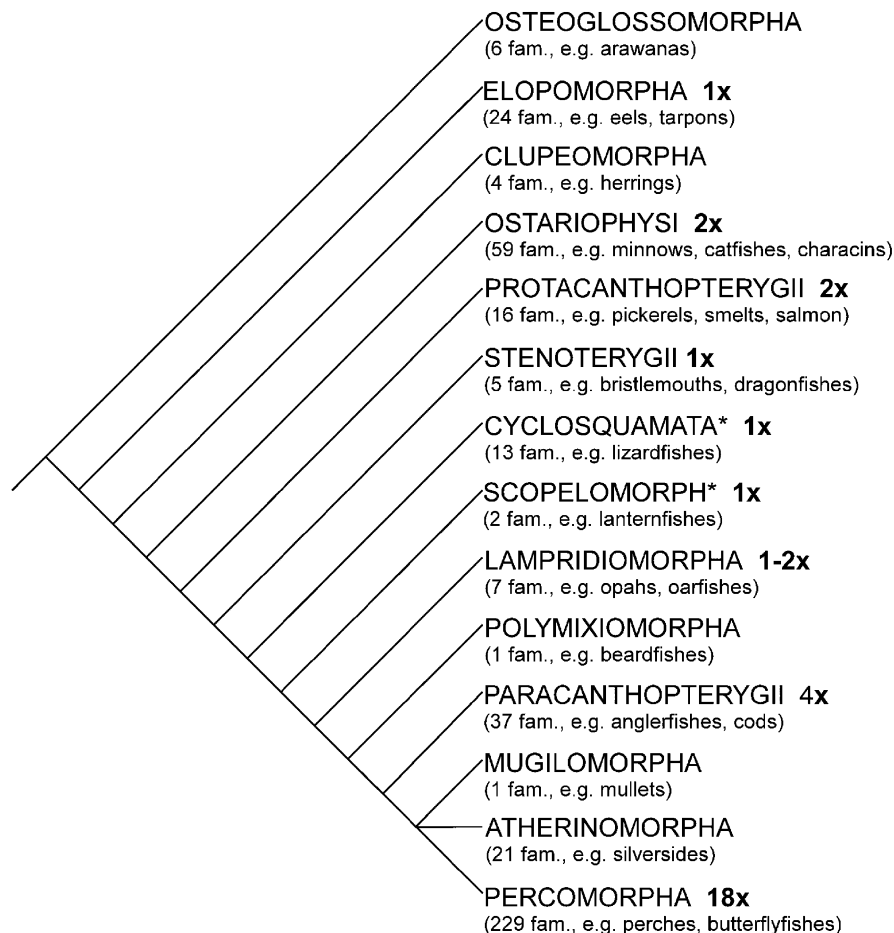 OSTEOGLOSSOMORPHA
(6 fam., e.g. arawanas)
ELOPOMORPHA 1x
(24 fam., e.g. eels, tarpons)
CLUPEOMORPHA
(4 fam., e.g. herrings)
OSTARIOPHYSI 2x
(59 fam., e.g. minnows, catfishes, characins)
PROTACANTHOPTERYGII 2x
(16 fam., e.g. pickerels, smelts, salmon)
STENOTERYGII 1x
(5 fam., e.g. bristlemouths, dragonfishes)
CYCLOSQUAMATA* 1x
(13 fam., e.g. lizardfishes)
SCOPELOMORPH* 1x
(2 fam., e.g. lanternfishes)
LAMPRIDIOMORPHA 1-2x
(7 fam., e.g. opahs, oarfishes)
POLYMIXIOMORPHA
(1 fam., e.g. beardfishes)
PARACANTHOPTERYGII 4x
(37 fam., e.g. anglerfishes, cods)
MUGILOMORPHA
(1 fam., e.g. mullets)
ATHERINOMORPHA
(21 fam., e.g. silversides)
PERCOMORPHA 18x
(229 fam., e.g. perches, butterflyfishes)